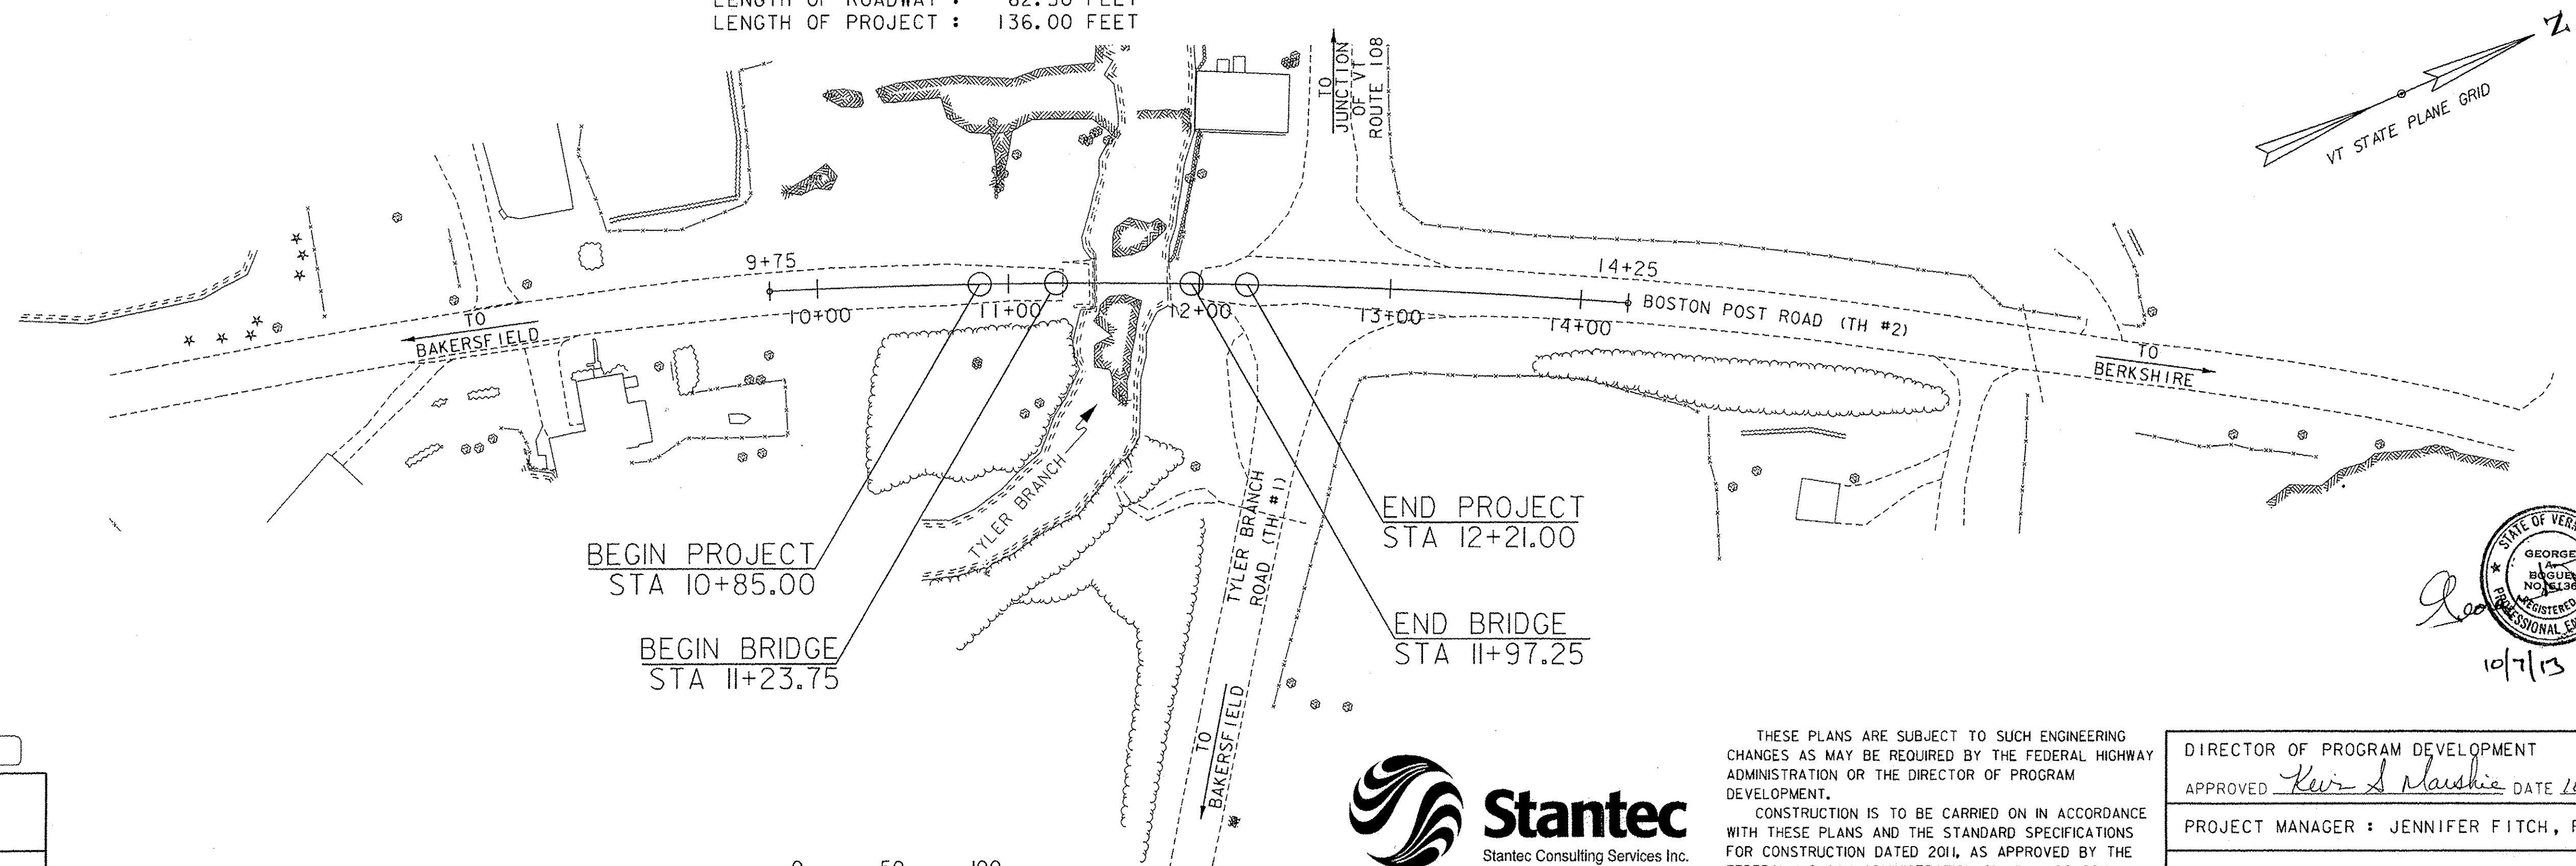 LENGTH OF PROJECT : 136.00 FEET
TO
JUNCTION
OF VT
ROUTE 108
Z
VT STATE PLANE GRID
9+75
14+25
10+00
11+00
12+00
13+00
14+00
BOSTON POST ROAD (TH #2)
TO
BAKERSFIELD
TO
BERKSHIRE
TYLER BRANCH
TYLER BRANCH
ROAD (TH #1)
BEGIN PROJECT
STA 10+85.00
END PROJECT
STA 12+21.00
BEGIN BRIDGE
STA 11+23.75
END BRIDGE
STA 11+97.25
TO
BAKERSFIELD
STATE OF VER
GEORGE
A.
BOGUE
REGISTERED
PROFESSIONAL EN
10/7/13
Stantec
Stantec Consulting Services Inc.
THESE PLANS ARE SUBJECT TO SUCH ENGINEERING
CHANGES AS MAY BE REQUIRED BY THE FEDERAL HIGHWAY
ADMINISTRATION OR THE DIRECTOR OF PROGRAM
DEVELOPMENT.
CONSTRUCTION IS TO BE CARRIED ON IN ACCORDANCE
WITH THESE PLANS AND THE STANDARD SPECIFICATIONS
FOR CONSTRUCTION DATED 2011, AS APPROVED BY THE
DIRECTOR OF PROGRAM DEVELOPMENT
APPROVED DATE
PROJECT MANAGER : JENNIFER FITCH, P
0 50 100